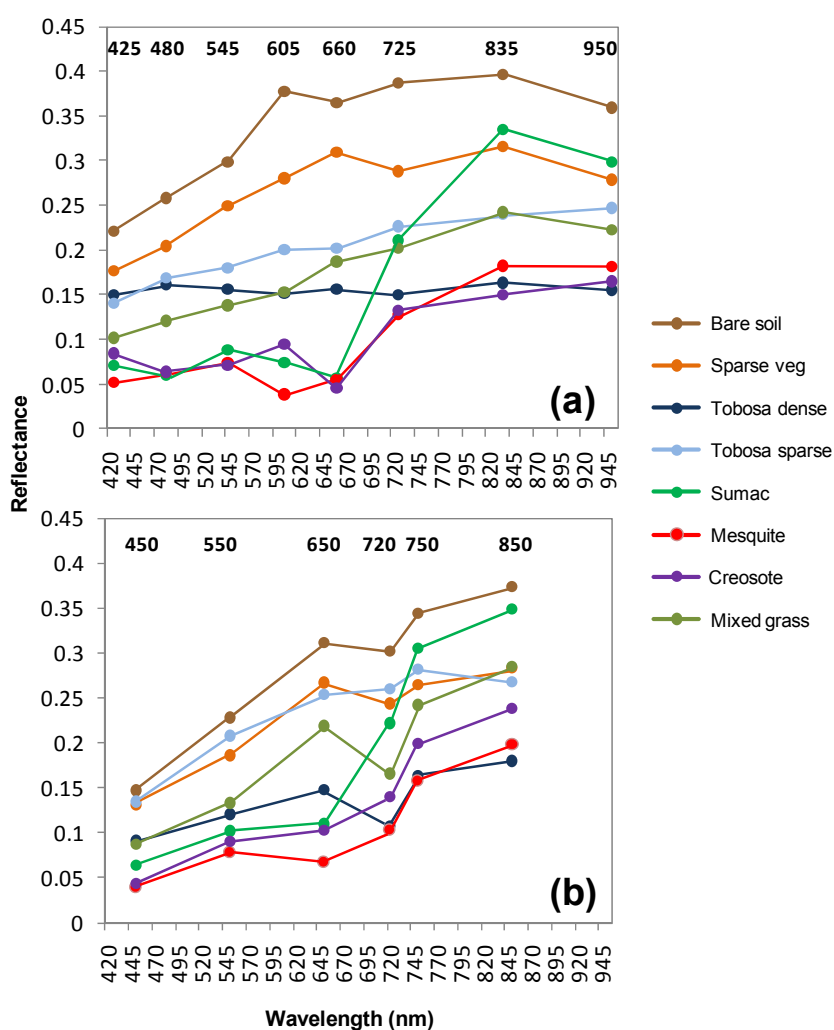 0.45
0.4
0.35
0.3
0.25
0.2
0.15
0.1
0.05
0
425 480 545 605 660 725 835 950
(a)
420 445 470 495 520 545 570 595 620 645 670 695 720 745 770 795 820 845 870 895 920 945
Reflectance
Bare soil
Sparse veg
Tobosa dense
Tobosa sparse
Sumac
Mesquite
Creosote
Mixed grass
0.45
0.4
0.35
0.3
0.25
0.2
0.15
0.1
0.05
0
450 550 650 720 750 850
(b)
420 445 470 495 520 545 570 595 620 645 670 695 720 745 770 795 820 845 870 895 920 945
Wavelength (nm)